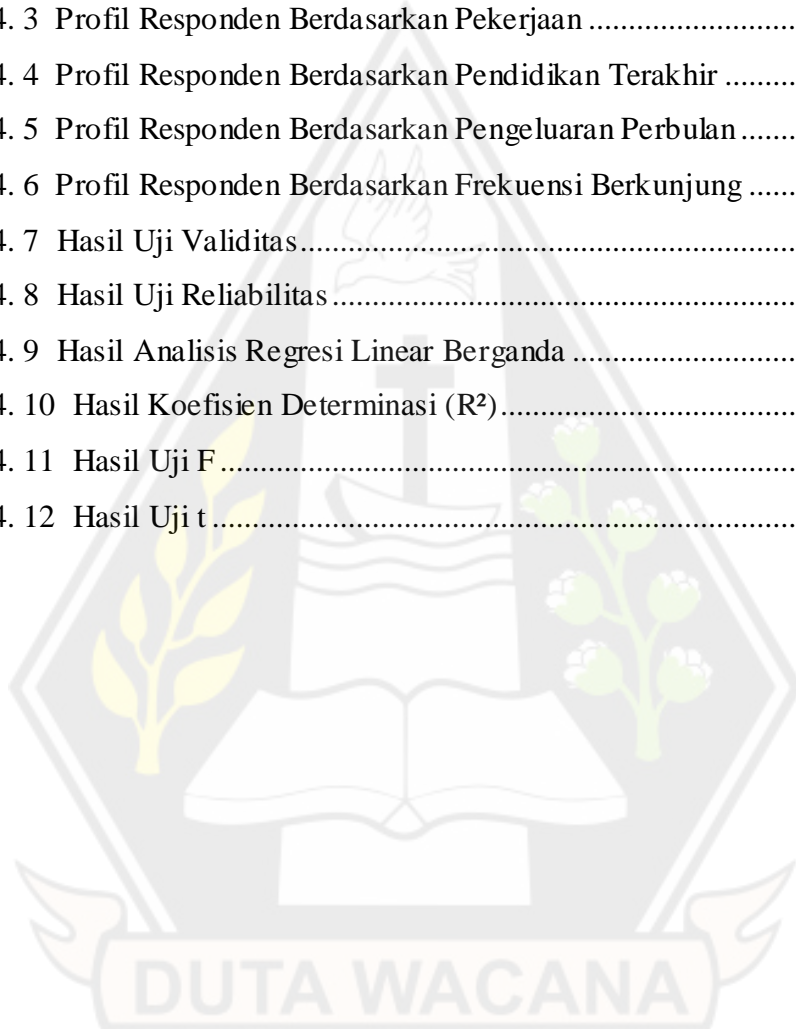 4. 3 Profil Responden Berdasarkan Pekerjaan ......................
4. 4 Profil Responden Berdasarkan Pendidikan Terakhir .........
4. 5 Profil Responden Berdasarkan Pengeluaran Perbulan .......
4. 6 Profil Responden Berdasarkan Frekuensi Berkunjung ......
4. 7 Hasil Uji Validitas...............................................................
4. 8 Hasil Uji Reliabilitas ..........................................................
4. 9 Hasil Analisis Regresi Linear Berganda ............................
4. 10 Hasil Koefisien Determinasi (R²).....................................
4. 11 Hasil Uji F .........................................................................
4. 12 Hasil Uji t ..........................................................................
DUTA WACANA